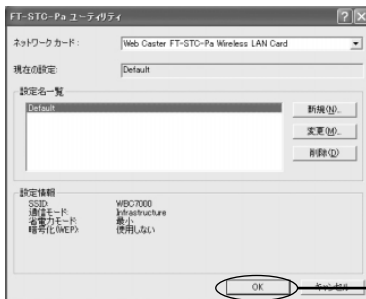 FT-STC-Pa ユーティリティ
ネットワークカード： Web Caster FT-STC-Pa Wireless LAN Card
現在の設定： Default
設定名一覧
Default
新規(N)...
変更(M)...
削除(D)
設定情報
SSID: WBC7000
通信モード: Infrastructure
省電力モード: 最小
暗号化(WEP): 使用しない
OK キャンセル